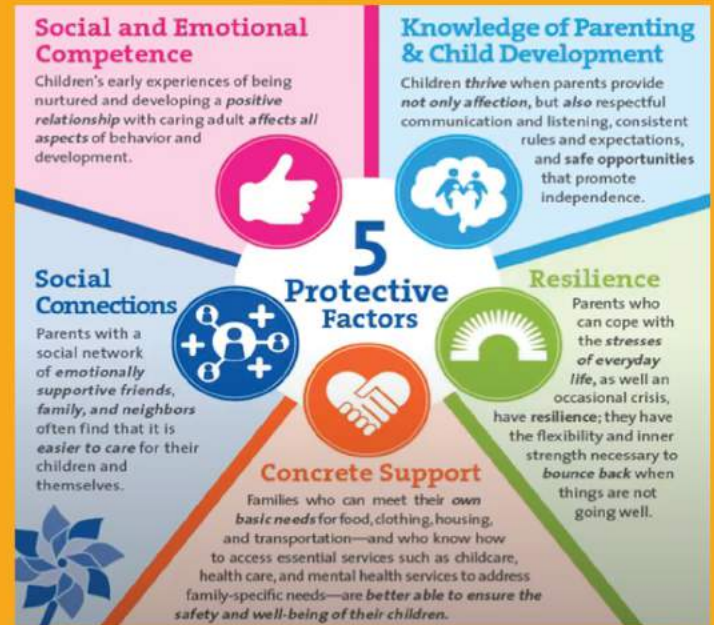 Social and Emotional
Competence
Children's early experiences of being
nurtured and developing a positive
relationship with caring adult affects all
aspects of behavior and
development.
Knowledge of Parenting
& Child Development
Children thrive when parents provide
not only affection, but also respectful
communication and listening, consistent
rules and expectations,
and safe opportunities
that promote
independence.
5
Protective
Factors
Social
Connections
Parents with a
social network
of emotionally
supportive friends,
family, and neighbors
often find that it is
easier to care for their
children and
themselves.
Resilience
Parents who
can cope with
the stresses
of everyday
life, as well an
occasional crisis,
have resilience; they have
the flexibility and inner
strength necessary to
bounce back when
things are not
going well.
Concrete Support
Families who can meet their own
basic needs for food, clothing, housing,
and transportation—and who know how
to access essential services such as childcare,
health care, and mental health services to address
family-specific needs—are better able to ensure the
safety and well-being of their children.